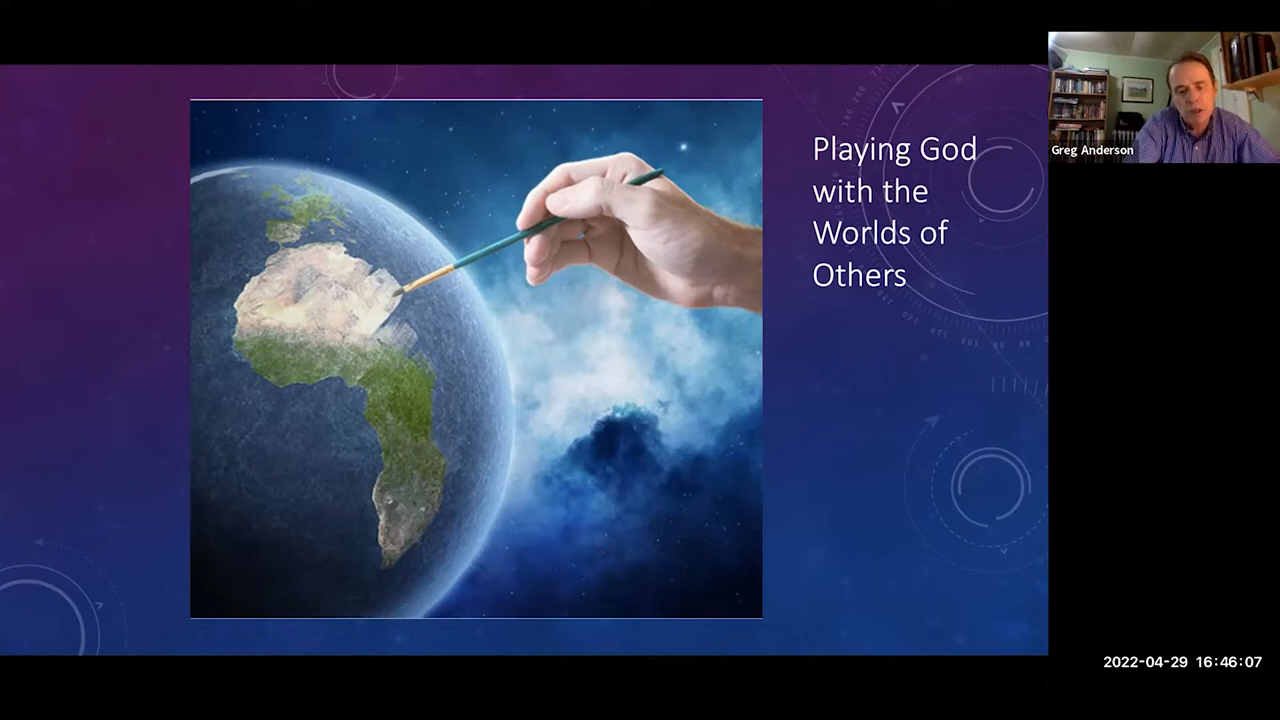 Playing God
with the
Worlds of
Others
Greg Anderson
2022-04-29 16:46:07